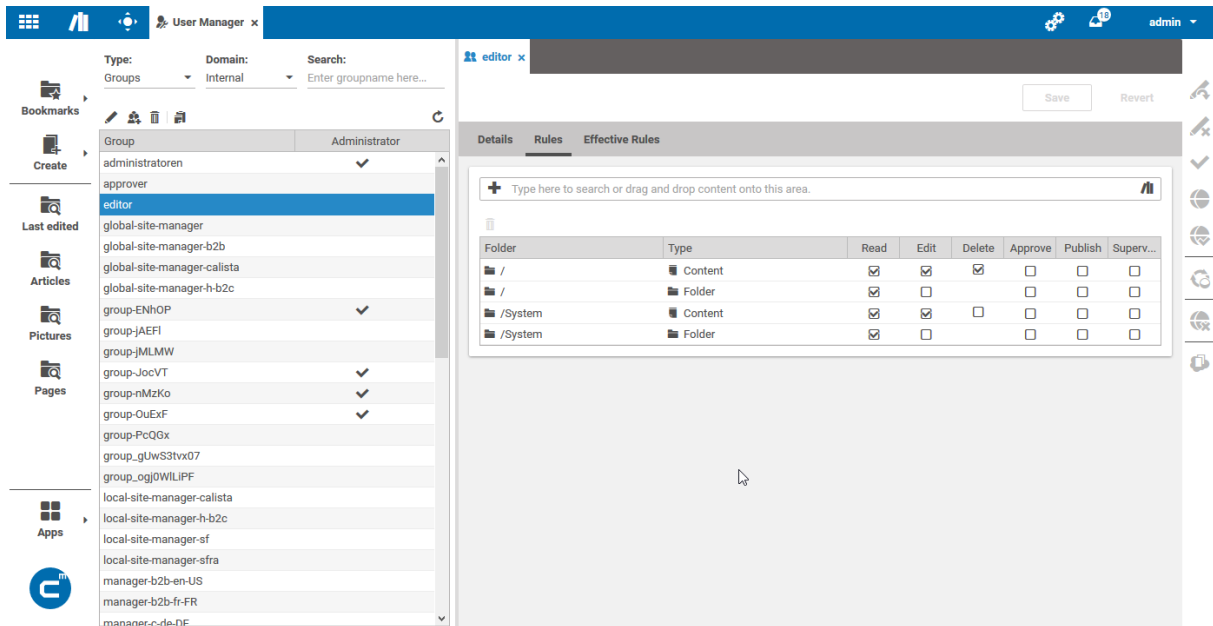 User Manager x
18
admin
Type:
Domain:
Search:
Groups
Internal
Enter groupname here...
Bookmarks
Create
Last edited
Articles
Pictures
Pages
Apps
Group
Administrator
administratoren
approver
editor
global-site-manager
global-site-manager-b2b
global-site-manager-calista
global-site-manager-h-b2c
group-ENhOP
group-jAEFl
group-jMLMW
group-JocVT
group-nMzKo
group-OuExF
group-PcQGx
group_gUwS3tvx07
group_ogj0WlLiPF
local-site-manager-calista
local-site-manager-h-b2c
local-site-manager-sf
local-site-manager-sfra
manager-b2b-en-US
manager-b2b-fr-FR
manager-c-de-DE
editor x
Save
Revert
Details
Rules
Effective Rules
Type here to search or drag and drop content onto this area.
Folder Type Read Edit Delete Approve Publish Superv...
/ Content
/ Folder
/System Content
/System Folder